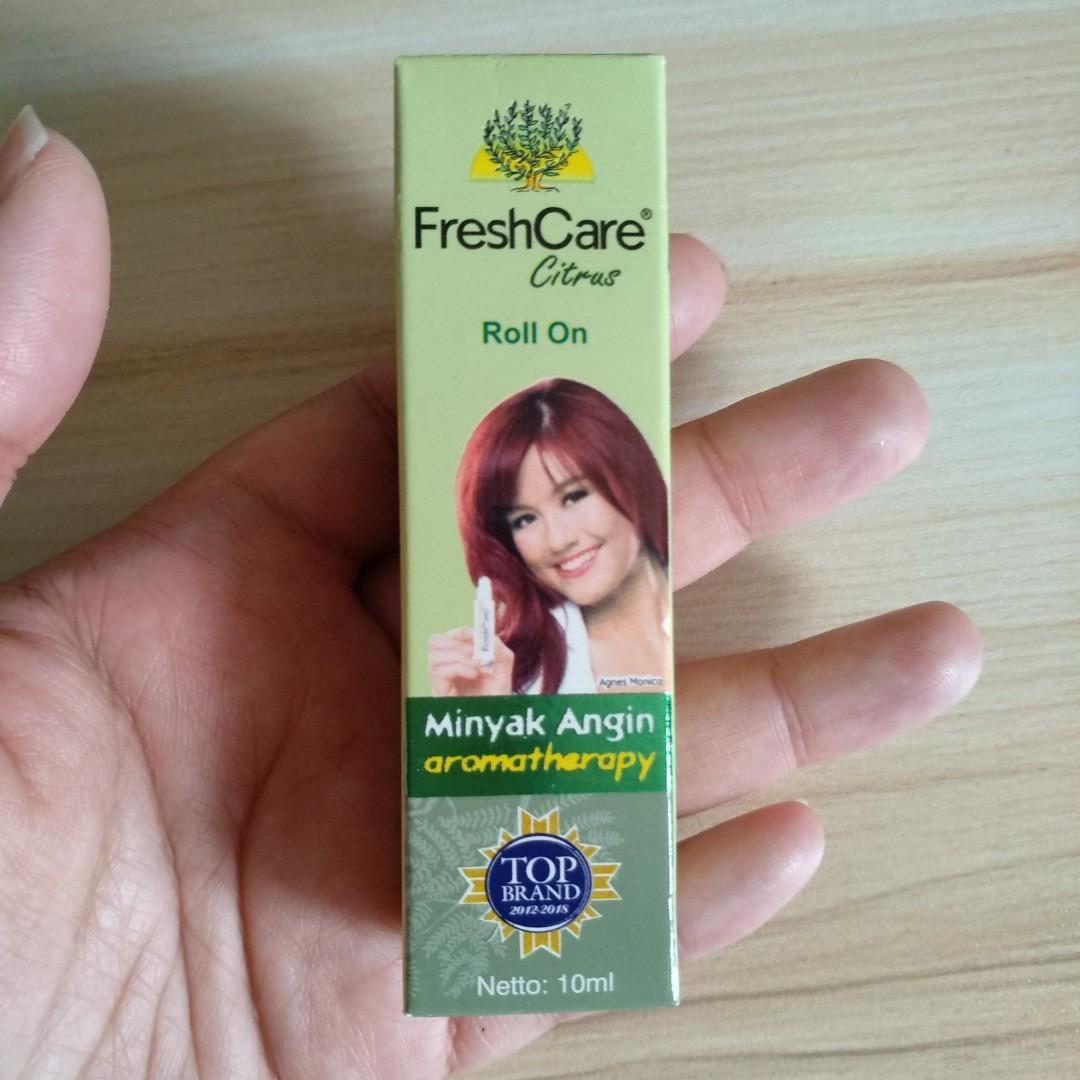 FreshCare®
Citrus
Roll On
Agnes Monica
Minyak Angin
aromatherapy
TOP
BRAND
2012-2018
Netto: 10ml